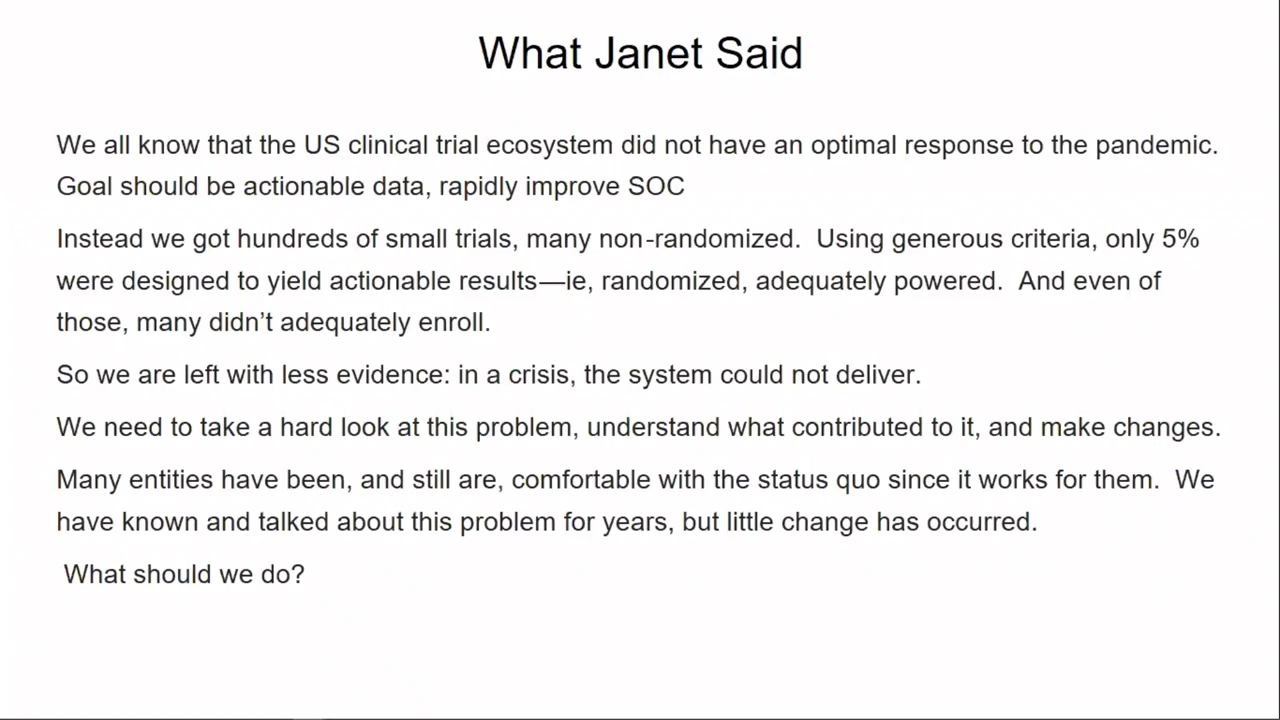 What Janet Said
We all know that the US clinical trial ecosystem did not have an optimal response to the pandemic.
Goal should be actionable data, rapidly improve SOC
Instead we got hundreds of small trials, many non-randomized.  Using generous criteria, only 5%
were designed to yield actionable results—ie, randomized, adequately powered.  And even of
those, many didn’t adequately enroll.
So we are left with less evidence: in a crisis, the system could not deliver.
We need to take a hard look at this problem, understand what contributed to it, and make changes.
Many entities have been, and still are, comfortable with the status quo since it works for them.  We
have known and talked about this problem for years, but little change has occurred.
What should we do?